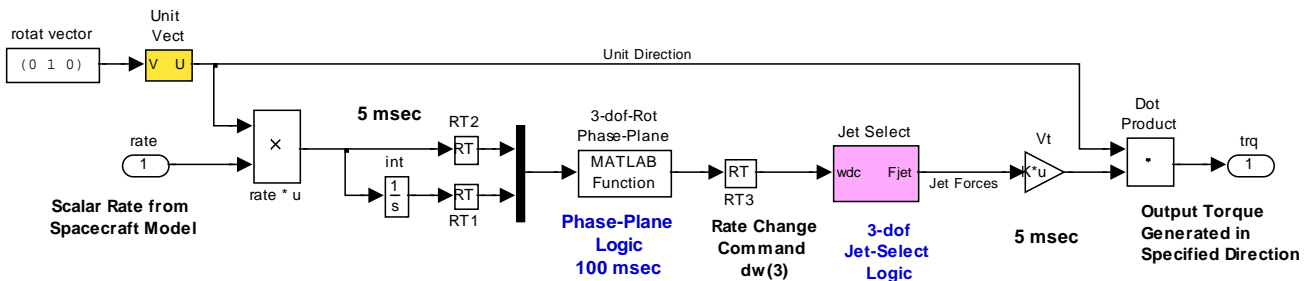 rotat vector
(0 1 0)
Unit
Vect
V U
Unit Direction
rate
1
Scalar Rate from
Spacecraft Model
×
rate * u
5 msec
int
1
s
RT2
RT
RT
RT1
3-dof-Rot
Phase-Plane
MATLAB
Function
Phase-Plane
Logic
100 msec
RT
RT3
Rate Change
Command
dw(3)
Jet Select
wdc Fjet
3-dof
Jet-Select
Logic
Jet Forces
Vt
K*u
5 msec
Dot
Product
trq
1
Output Torque
Generated in
Specified Direction